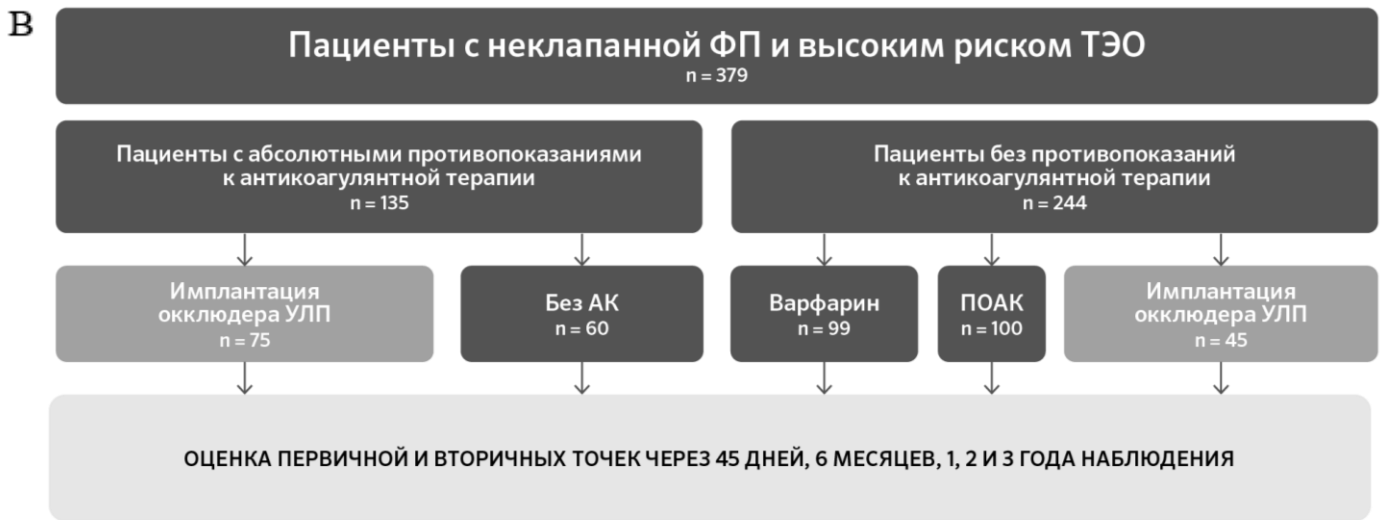 В
Пациенты с неклапанной ФП и высоким риском ТЭО
n = 379
Пациенты с абсолютными противопоказаниями
к антикоагулянтной терапии
n = 135
Пациенты без противопоказаний
к антикоагулянтной терапии
n = 244
Имплантация
окклюдера УЛП
n = 75
Без АК
n = 60
Варфарин
n = 99
ПОАК
n = 100
Имплантация
окклюдера УЛП
n = 45
ОЦЕНКА ПЕРВИЧНОЙ И ВТОРИЧНЫХ ТОЧЕК ЧЕРЕЗ 45 ДНЕЙ, 6 МЕСЯЦЕВ, 1, 2 И 3 ГОДА НАБЛЮДЕНИЯ